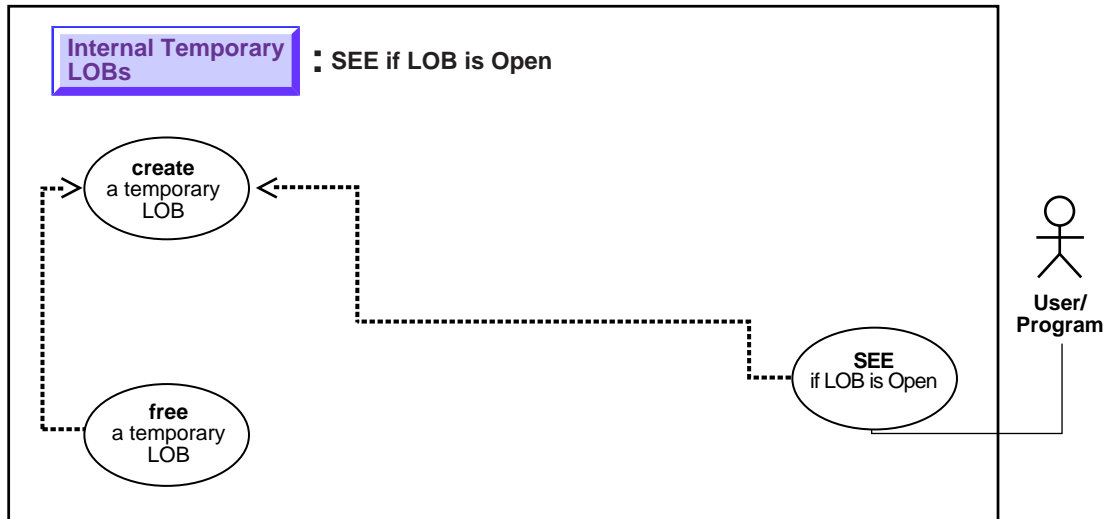 Internal Temporary
LOBs
: SEE if LOB is Open
create
a temporary
LOB
User/
Program
SEE
if LOB is Open
free
a temporary
LOB